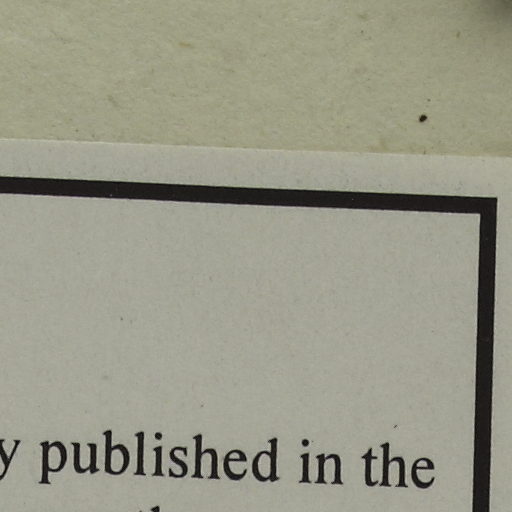 y published in the